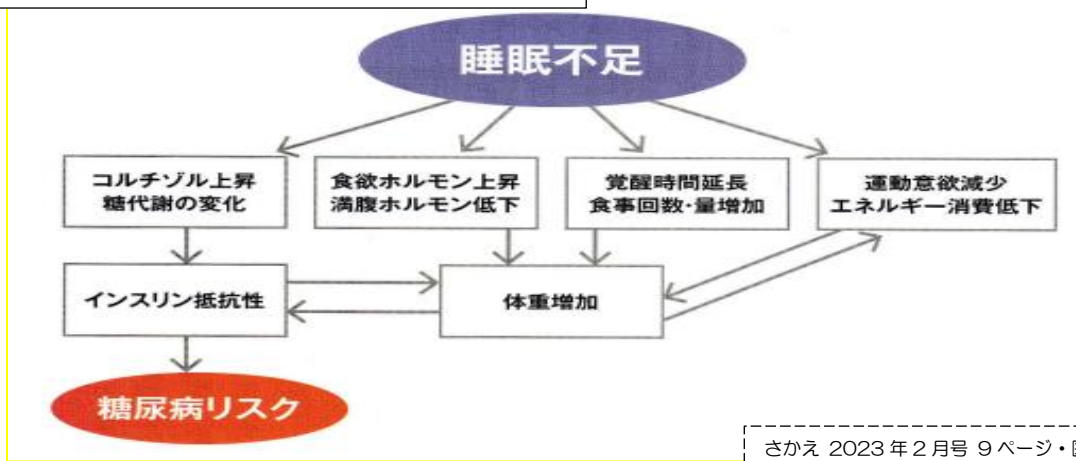 睡眠不足
コルチゾル上昇
糖代謝の変化
食欲ホルモン上昇
満腹ホルモン低下
覚醒時間延長
食事回数・量増加
運動意欲減少
エネルギー消費低下
インスリン抵抗性
体重増加
糖尿病リスク
さかえ 2023年2月号 9ページ・